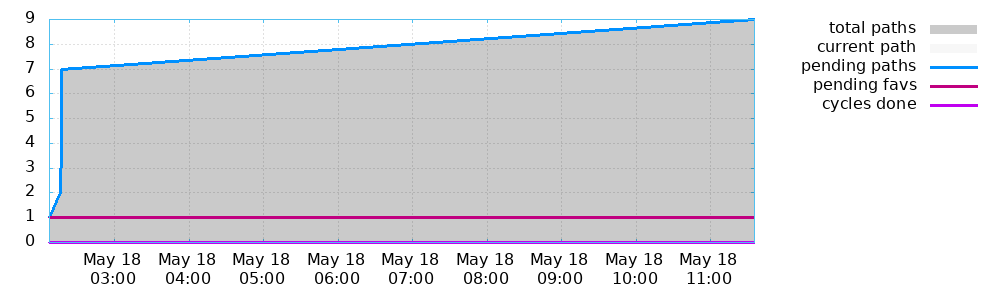 9
8
7
6
5
4
3
2
1
0
May 18 May 18 May 18 May 18 May 18 May 18 May 18 May 18 May 18
03:00 04:00 05:00 06:00 07:00 08:00 09:00 10:00 11:00
total paths
current path
pending paths
pending favs
cycles done